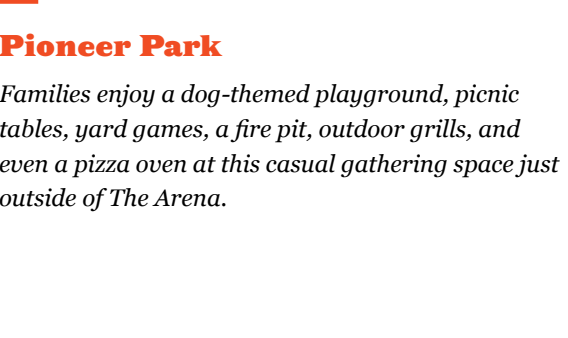 Pioneer Park
Families enjoy a dog-themed playground, picnic
tables, yard games, a fire pit, outdoor grills, and
even a pizza oven at this casual gathering space just
outside of The Arena.